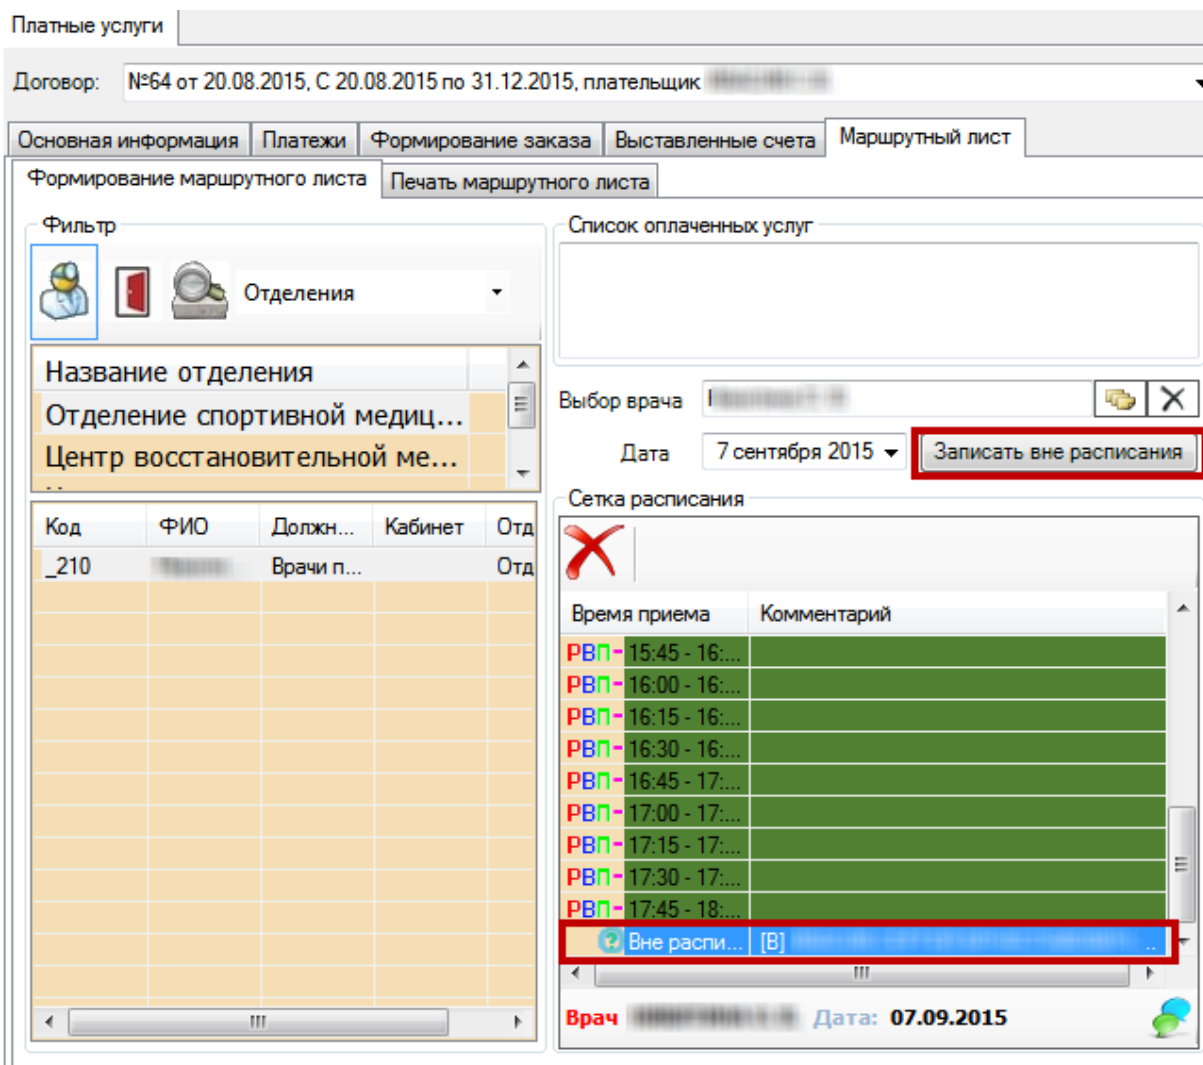 Платные услуги
Договор: №64 от 20.08.2015, С 20.08.2015 по 31.12.2015, плательщик
Основная информация Платежи Формирование заказа Выставленные счета Маршрутный лист
Формирование маршрутного листа Печать маршрутного листа
Фильтр
Отделения
Название отделения
Отделение спортивной медиц...
Центр восстановительной ме...
Код ФИО Должн... Кабинет Отд
_210 Врачи п... Отд
Список оплаченных услуг
Выбор врача
Дата 7 сентября 2015 Записать вне расписания
Сетка расписания
Время приема Комментарий
РВП- 15:45 - 16:...
РВП- 16:00 - 16:...
РВП- 16:15 - 16:...
РВП- 16:30 - 16:...
РВП- 16:45 - 17:...
РВП- 17:00 - 17:...
РВП- 17:15 - 17:...
РВП- 17:30 - 17:...
РВП- 17:45 - 18:...
Вне распи... [В] ..
Врач Дата: 07.09.2015